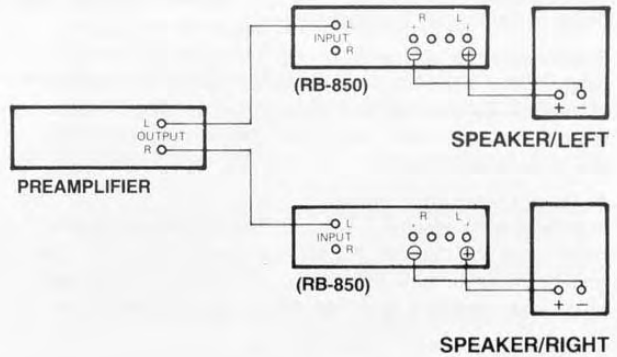 L
INPUT
R
R L
- +
(RB-850)
+ -
SPEAKER/LEFT
L
OUTPUT
R
PREAMPLIFIER
L
INPUT
R
R L
- +
(RB-850)
+ -
SPEAKER/RIGHT